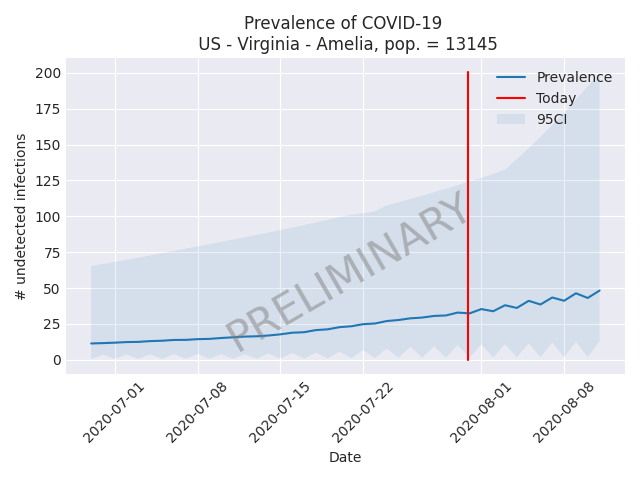 Prevalence of COVID-19
US - Virginia - Amelia, pop. = 13145
# undetected infections
200
175
150
125
100
75
50
25
0
Prevalence
Today
95CI
PRELIMINARY
2020-07-01
2020-07-08
2020-07-15
2020-07-22
2020-08-01
2020-08-08
Date